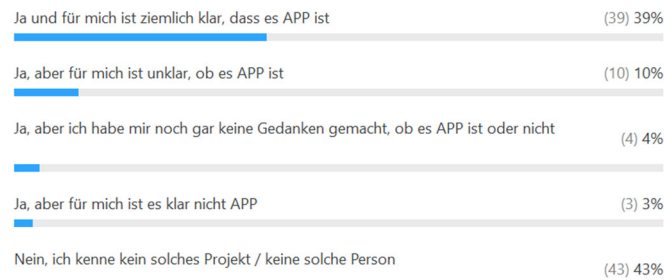 Ja und für mich ist ziemlich klar, dass es APP ist (39) 39%
Ja, aber für mich ist unklar, ob es APP ist (10) 10%
Ja, aber ich habe mir noch gar keine Gedanken gemacht, ob es APP ist oder nicht (4) 4%
Ja, aber für mich ist es klar nicht APP (3) 3%
Nein, ich kenne kein solches Projekt / keine solche Person (43) 43%